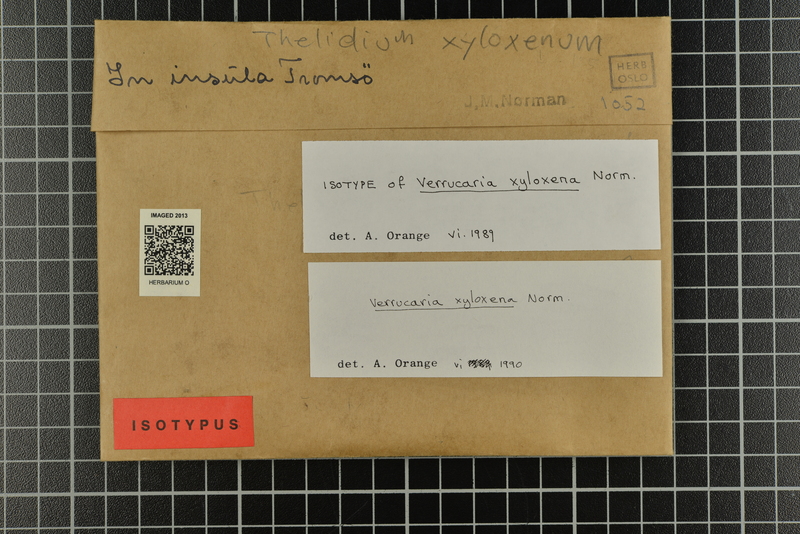 Thelidium xyloxenum
In insula Tromsö
HERB
OSLO
J.M.Norman 1052
ISOTYPE of Verrucaria xyloxena Norm.
det. A. Orange vi.1989
IMAGED 2013
HERBARIUM O
Verrucaria xyloxena Norm.
det. A. Orange vi 1990
ISOTYPUS